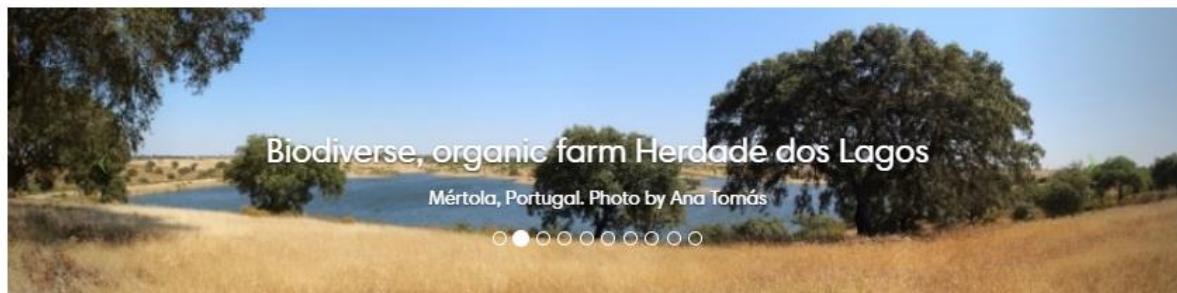 Biodiverse, organic farm Herdade dos Lagos
Mértola, Portugal. Photo by Ana Tomás